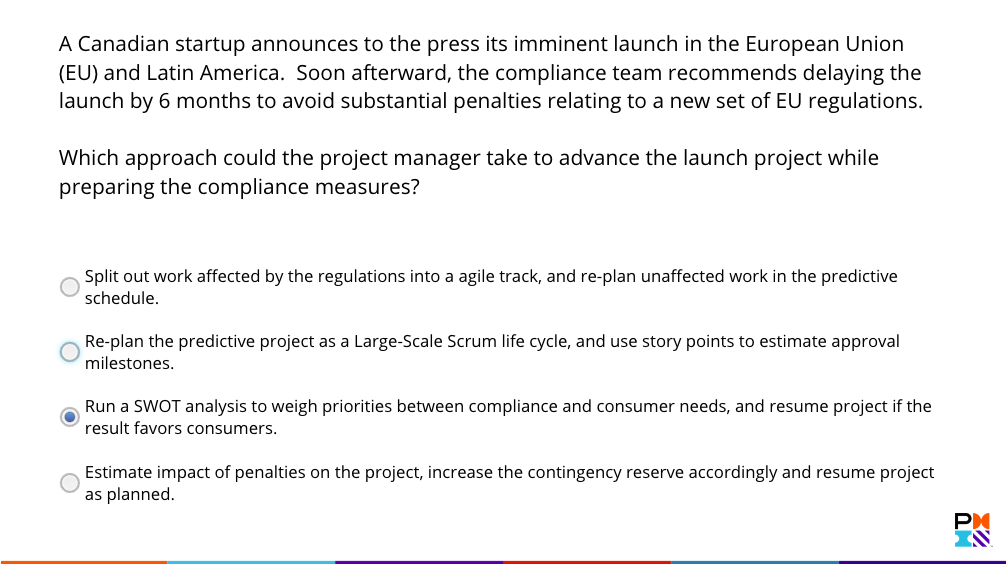 A Canadian startup announces to the press its imminent launch in the European Union
(EU) and Latin America.  Soon afterward, the compliance team recommends delaying the
launch by 6 months to avoid substantial penalties relating to a new set of EU regulations.
Which approach could the project manager take to advance the launch project while
preparing the compliance measures?
Split out work affected by the regulations into a agile track, and re-plan unaffected work in the predictive
schedule.
Re-plan the predictive project as a Large-Scale Scrum life cycle, and use story points to estimate approval
milestones.
Run a SWOT analysis to weigh priorities between compliance and consumer needs, and resume project if the
result favors consumers.
Estimate impact of penalties on the project, increase the contingency reserve accordingly and resume project
as planned.